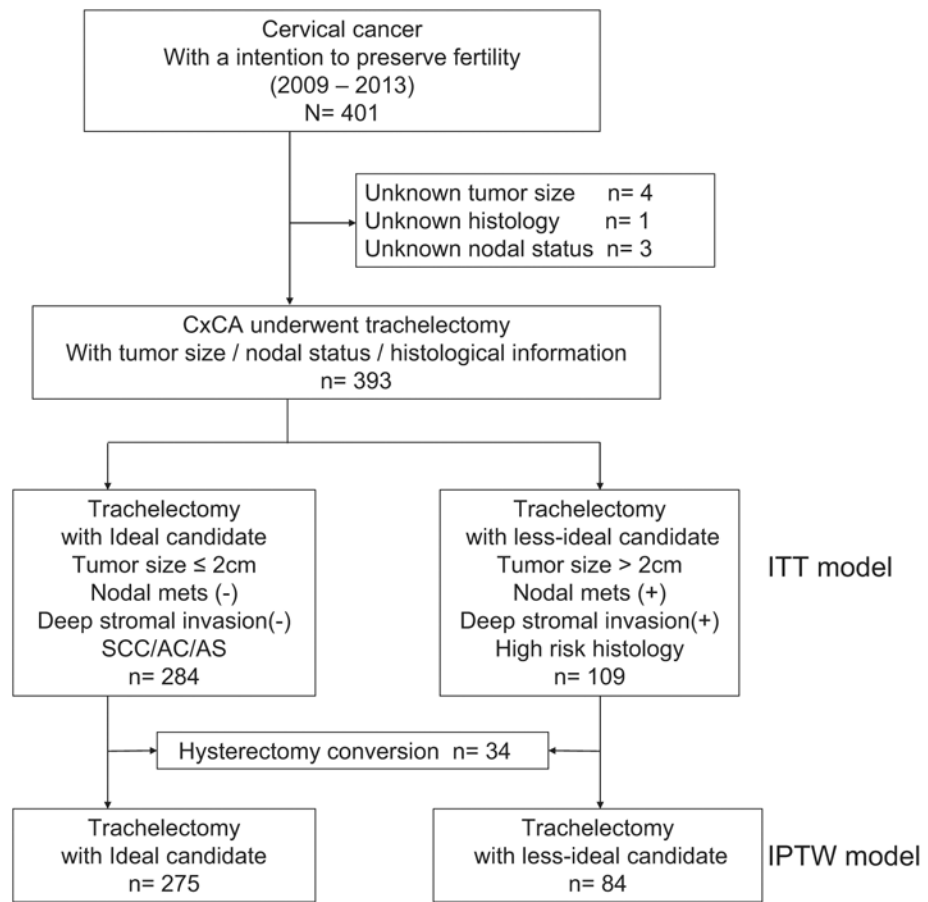 Cervical cancer
With a intention to preserve fertility
(2009 – 2013)
N= 401
Unknown tumor size n= 4
Unknown histology n= 1
Unknown nodal status n= 3
CxCA underwent trachelectomy
With tumor size / nodal status / histological information
n= 393
Trachelectomy
with Ideal candidate
Tumor size ≤ 2cm
Nodal mets (-)
Deep stromal invasion(-)
SCC/AC/AS
n= 284
Trachelectomy
with less-ideal candidate
Tumor size > 2cm
Nodal mets (+)
Deep stromal invasion(+)
High risk histology
n= 109
ITT model
Hysterectomy conversion n= 34
Trachelectomy
with Ideal candidate
n= 275
Trachelectomy
with less-ideal candidate
n= 84
IPTW model